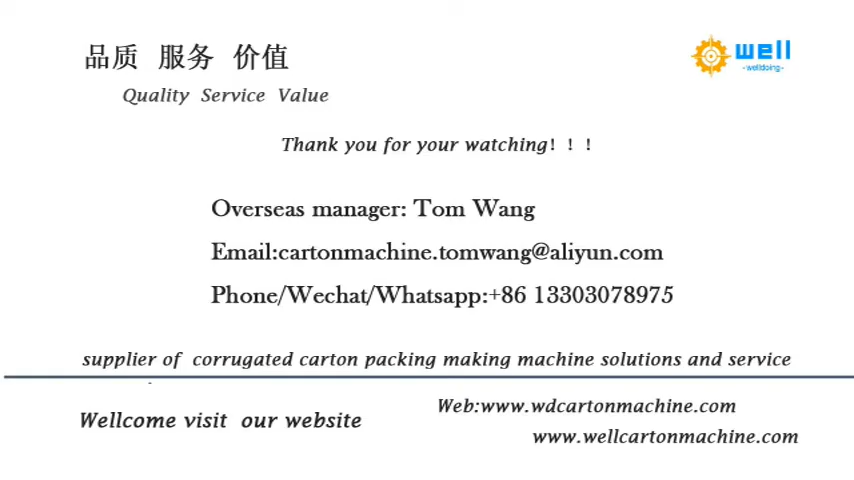 品质 服务 价值
well
-welldoing-
Quality Service Value
Thank you for your watching！！！
Overseas manager: Tom Wang
Email:cartonmachine.tomwang@aliyun.com
Phone/Wechat/Whatsapp:+86 13303078975
supplier of corrugated carton packing making machine solutions and service
Wellcome visit our website
Web:www.wdcartonmachine.com
www.wellcartonmachine.com